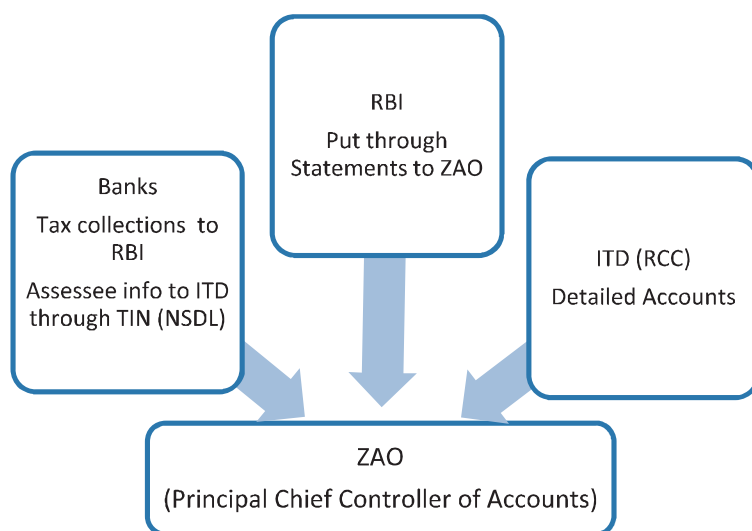 Banks
Tax collections to
RBI
Assessee info to ITD
through TIN (NSDL)
RBI
Put through
Statements to ZAO
ITD (RCC)
Detailed Accounts
ZAO
(Principal Chief Controller of Accounts)